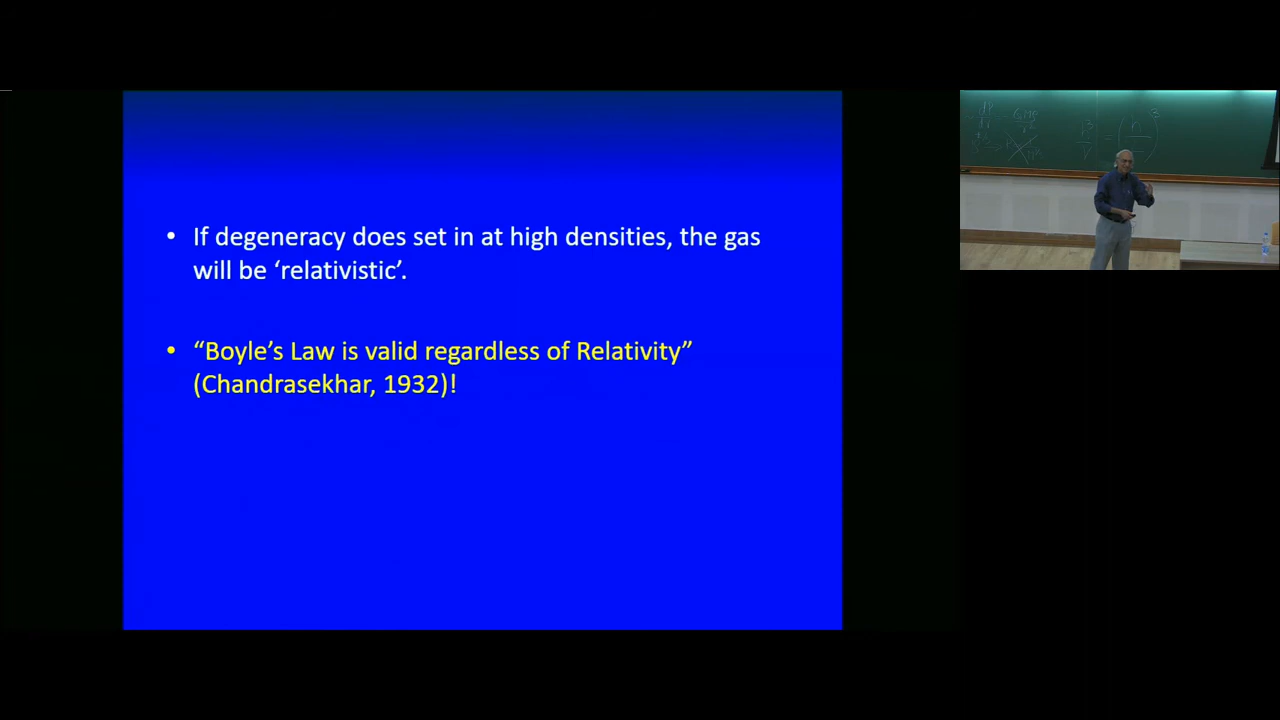 • If degeneracy does set in at high densities, the gas
will be ‘relativistic’.
• “Boyle’s Law is valid regardless of Relativity”
(Chandrasekhar, 1932)!